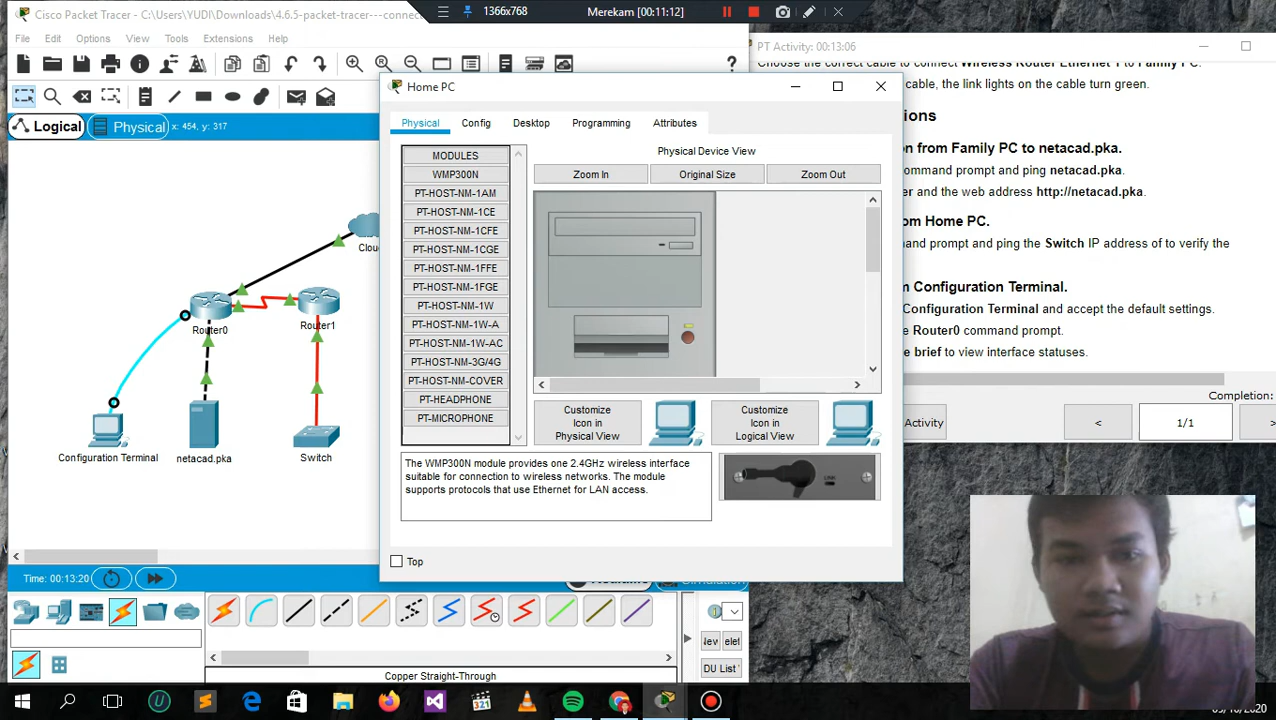 Cisco Packet Tracer - C:\Users\YUDI\Downloads\4.6.5-packet-tracer---connec
1366x768
Merekam [00:11:12]
File Edit Options View Tools Extensions Help
PT Activity: 00:13:06
Choose the correct cable to connect Wireless Router Ethernet 1 to Family PC.
cable, the link lights on the cable turn green.
Logical
Physical
x: 454, y: 317
Home PC
Physical Config Desktop Programming Attributes
MODULES
WMP300N
PT-HOST-NM-1AM
PT-HOST-NM-1CE
PT-HOST-NM-1CFE
PT-HOST-NM-1CGE
PT-HOST-NM-1FFE
PT-HOST-NM-1FGE
PT-HOST-NM-1W
PT-HOST-NM-1W-A
PT-HOST-NM-1W-AC
PT-HOST-NM-3G/4G
PT-HOST-NM-COVER
PT-HEADPHONE
PT-MICROPHONE
Physical Device View
Zoom In Original Size Zoom Out
Customize
Icon in
Physical View
Customize
Icon in
Logical View
The WMP300N module provides one 2.4GHz wireless interface
suitable for connection to wireless networks. The module
supports protocols that use Ethernet for LAN access.
Top
Cloud
Router0
Router1
Configuration Terminal
netacad.pka
Switch
ions
on from Family PC to netacad.pka.
ommand prompt and ping netacad.pka.
er and the web address http://netacad.pka.
om Home PC.
and prompt and ping the Switch IP address of to verify the
m Configuration Terminal.
Configuration Terminal and accept the default settings.
e Router0 command prompt.
e brief to view interface statuses.
Completion:
Activity
<
1/1
>
Time: 00:13:20
Copper Straight-Through
DU List
321